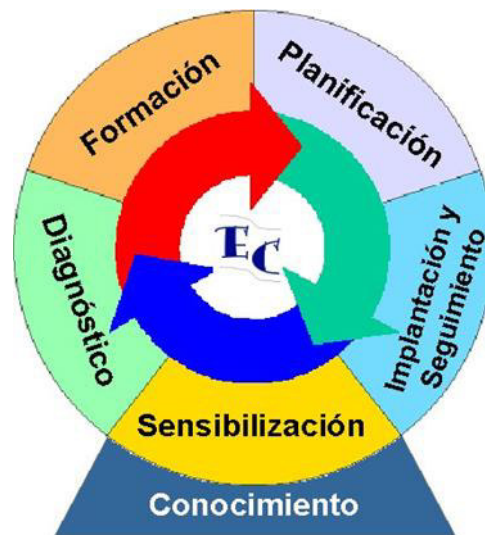 Formación
Planificación
Diagnóstico
EC
Implantación y
Seguimiento
Sensibilización
Conocimiento